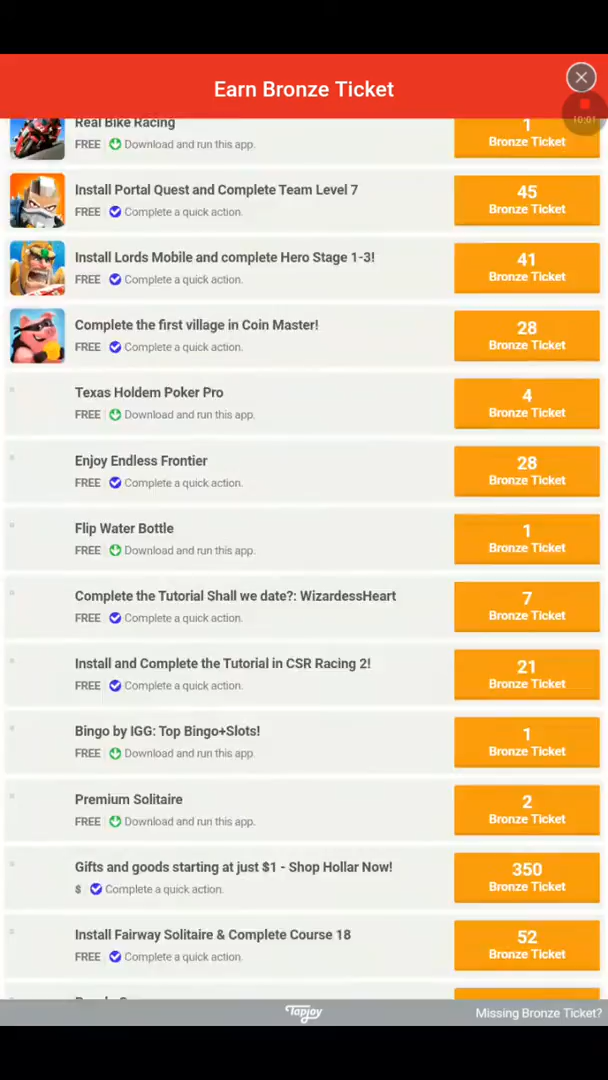 Earn Bronze Ticket
10:01
Real Bike Racing
FREE Download and run this app.
1
Bronze Ticket
Install Portal Quest and Complete Team Level 7
FREE Complete a quick action.
45
Bronze Ticket
Install Lords Mobile and complete Hero Stage 1-3!
FREE Complete a quick action.
41
Bronze Ticket
Complete the first village in Coin Master!
FREE Complete a quick action.
28
Bronze Ticket
Texas Holdem Poker Pro
FREE Download and run this app.
4
Bronze Ticket
Enjoy Endless Frontier
FREE Complete a quick action.
28
Bronze Ticket
Flip Water Bottle
FREE Download and run this app.
1
Bronze Ticket
Complete the Tutorial Shall we date?: WizardessHeart
FREE Complete a quick action.
7
Bronze Ticket
Install and Complete the Tutorial in CSR Racing 2!
FREE Complete a quick action.
21
Bronze Ticket
Bingo by IGG: Top Bingo+Slots!
FREE Download and run this app.
1
Bronze Ticket
Premium Solitaire
FREE Download and run this app.
2
Bronze Ticket
Gifts and goods starting at just $1 - Shop Hollar Now!
$ Complete a quick action.
350
Bronze Ticket
Install Fairway Solitaire & Complete Course 18
FREE Complete a quick action.
52
Bronze Ticket
Tapjoy
Missing Bronze Ticket?